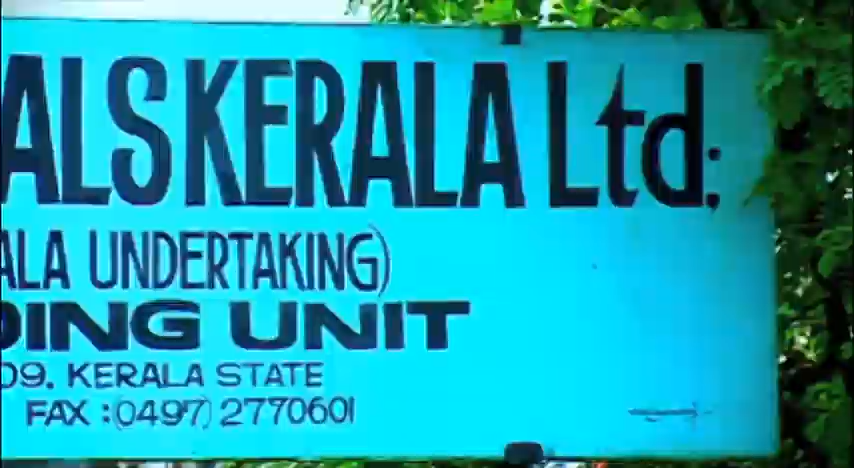 ALS KERALA Ltd;
ALA UNDERTAKING)
DING UNIT
09, KERALA STATE
FAX :(0497) 2770601